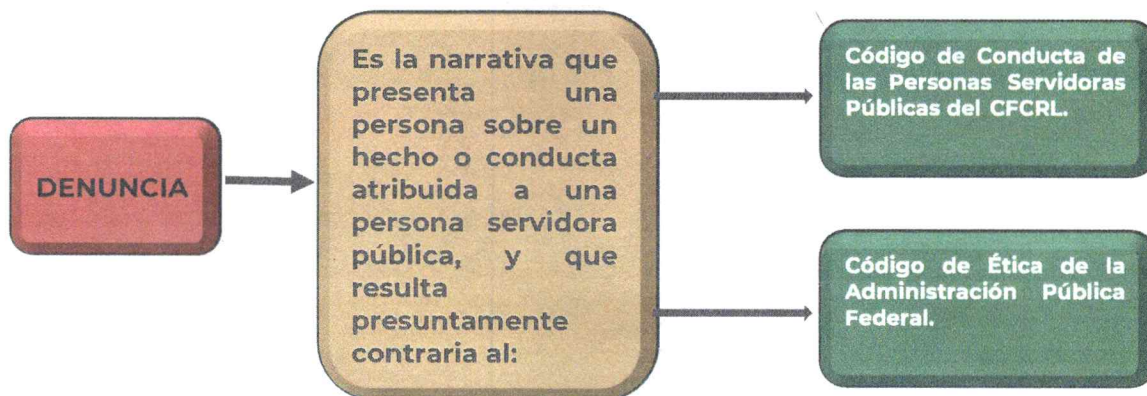 DENUNCIA
Es la narrativa que
presenta una
persona sobre un
hecho o conducta
atribuida a una
persona servidora
pública, y que
resulta
presuntamente
contraria al:
Código de Conducta de
las Personas Servidoras
Públicas del CFCRL.
Código de Ética de la
Administración Pública
Federal.